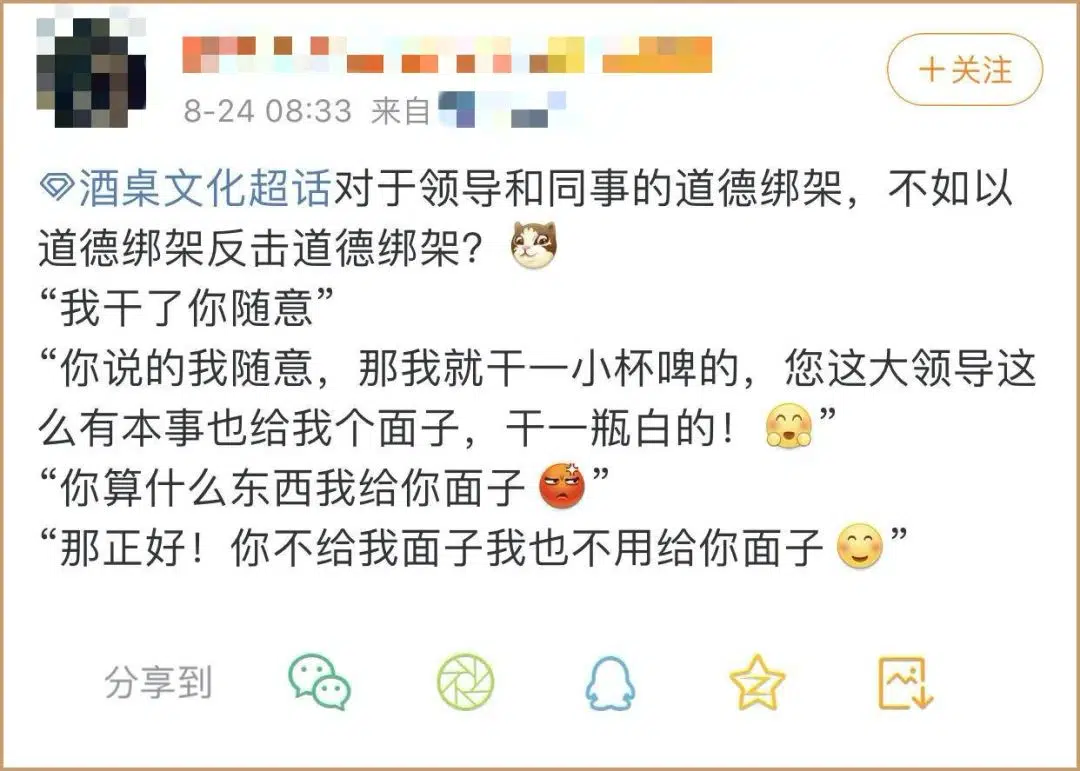 +关注
8-24 08:33 来自
酒桌文化超话对于领导和同事的道德绑架，不如以
道德绑架反击道德绑架？
“我干了你随意”
“你说的我随意，那我就干一小杯啤的，您这大领导这
么有本事也给我个面子，干一瓶白的！”
“你算什么东西我给你面子”
“那正好！你不给我面子我也不用给你面子”
分享到